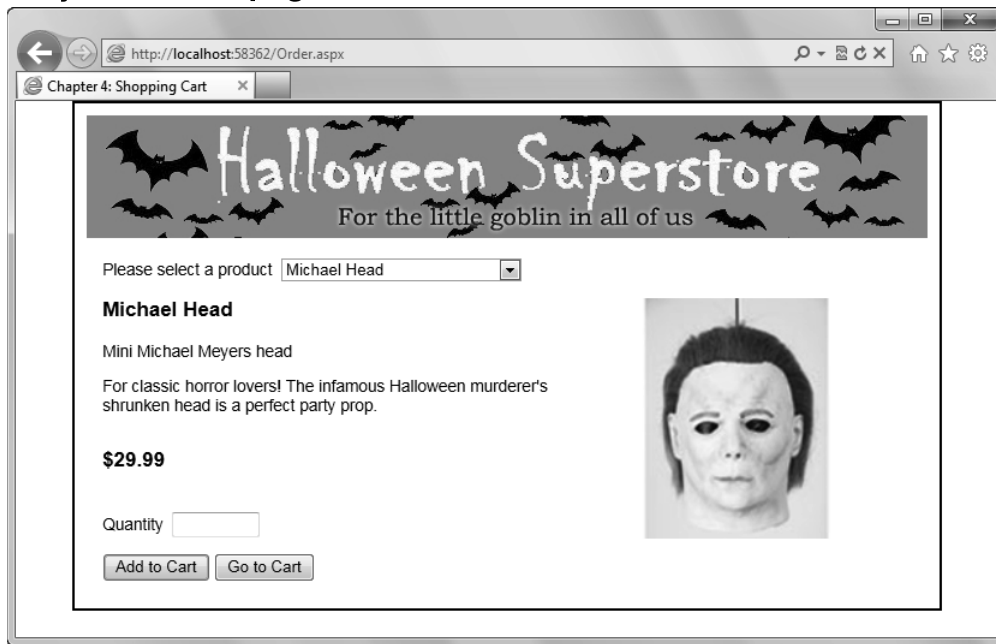 http://localhost:58362/Order.aspx
Chapter 4: Shopping Cart
Halloween Superstore
For the little goblin in all of us
Please select a product Michael Head
Michael Head
Mini Michael Meyers head
For classic horror lovers! The infamous Halloween murderer's
shrunken head is a perfect party prop.
$29.99
Quantity
Add to Cart Go to Cart